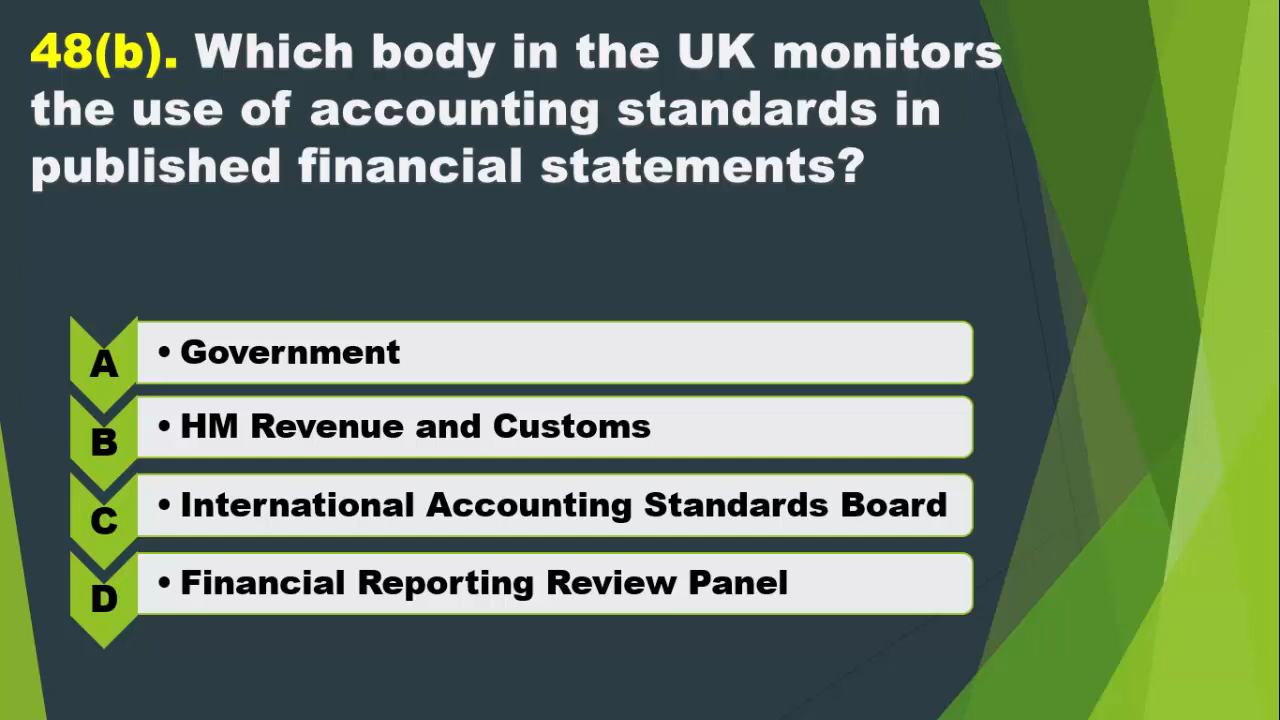 48(b). Which body in the UK monitors
the use of accounting standards in
published financial statements?
A • Government
B • HM Revenue and Customs
C • International Accounting Standards Board
D • Financial Reporting Review Panel